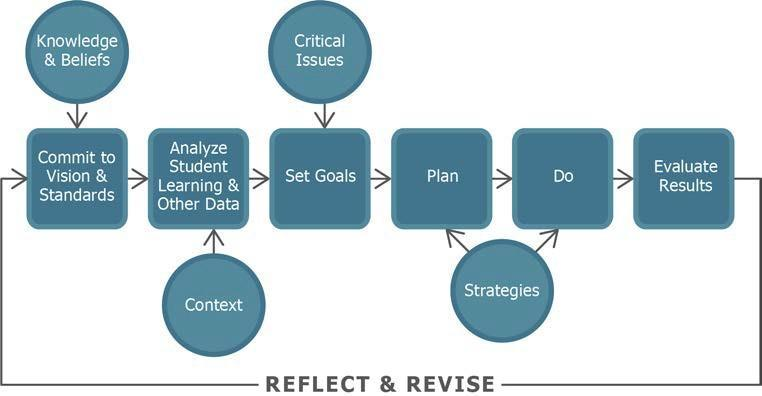 Knowledge
& Beliefs
Critical
Issues
Commit to
Vision &
Standards
Analyze
Student
Learning &
Other Data
Set Goals
Plan
Do
Evaluate
Results
Context
Strategies
REFLECT & REVISE